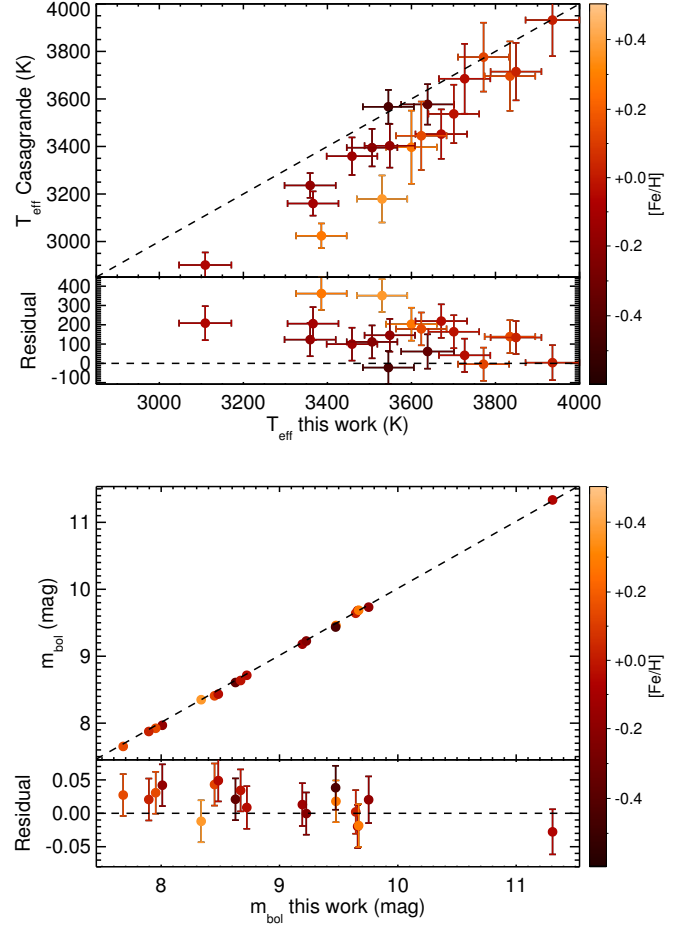 4000
3800
3600
3400
3200
3000
T_eff Casagrande (K)
400
300
200
100
0
-100
Residual
3000 3200 3400 3600 3800 4000
T_eff this work (K)
+0.4
+0.2
+0.0
-0.2
-0.4
[Fe/H]
11
10
9
8
m_bol (mag)
0.05
0.00
-0.05
Residual
8 9 10 11
m_bol this work (mag)
+0.4
+0.2
+0.0
-0.2
-0.4
[Fe/H]